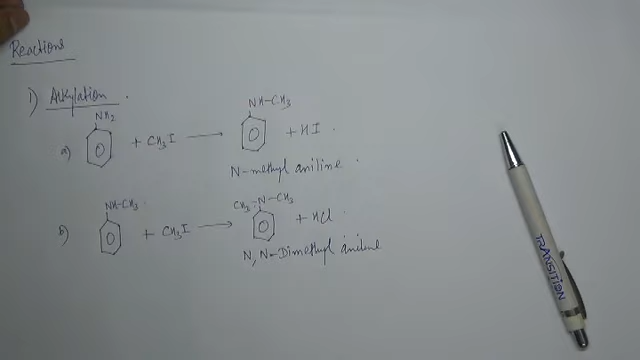 Reactions
1) Alkylation.
NH2
NH-CH3
a) + CH3I → + HI.
N-methyl aniline.
NH-CH3.
CH3-N-CH3
b) + CH3I → + HCl.
N, N-Dimethyl aniline
TRANSITION